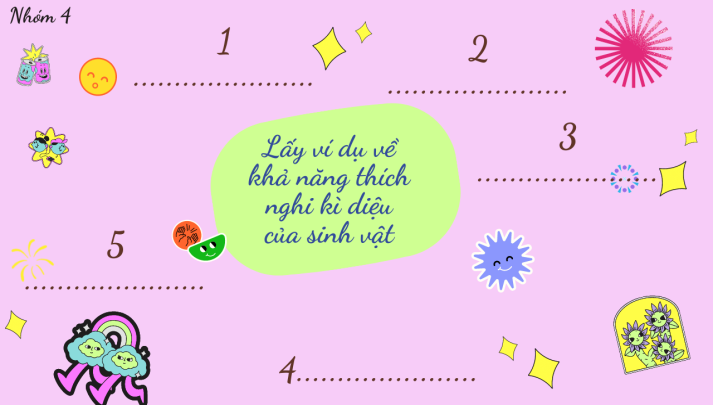 Nhóm 4
1
....................................
2
....................................
3
....................................
Lấy ví dụ về
khả năng thích
nghi kì diệu
của sinh vật
5
....................................
4....................................